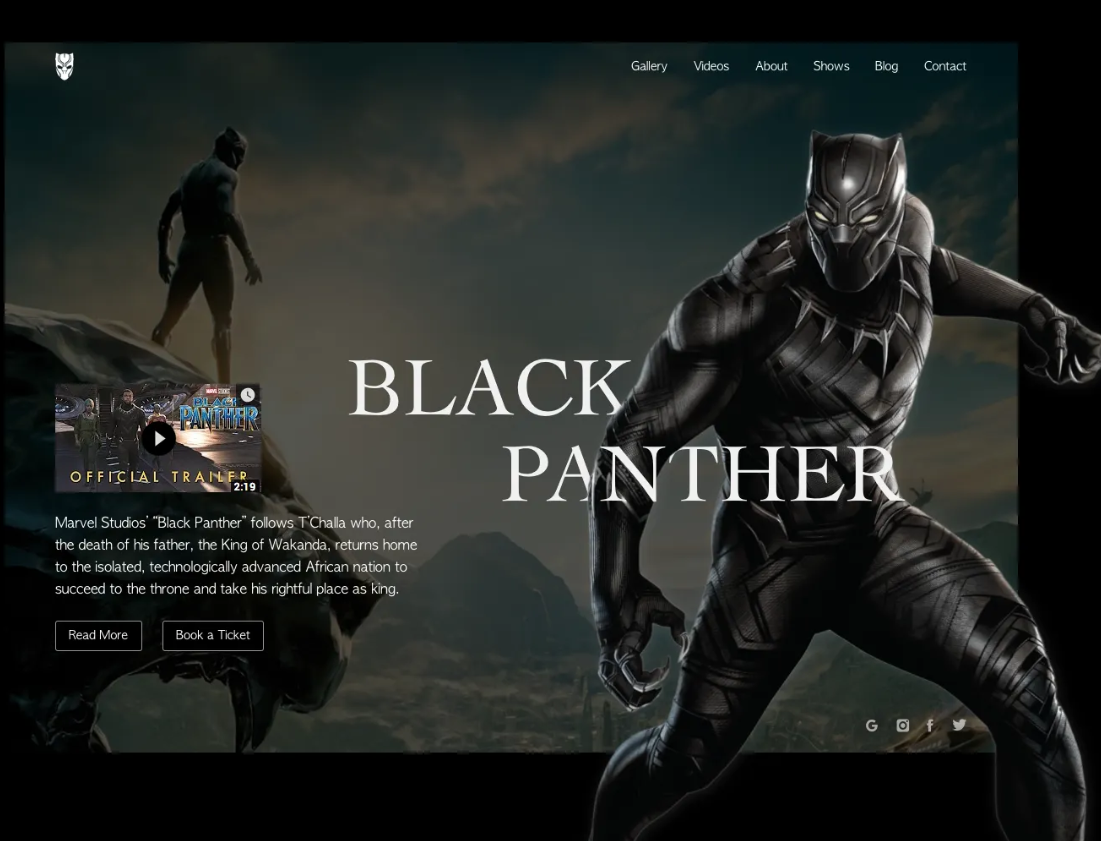 Gallery Videos About Shows Blog Contact
BLACK
PANTHER
MARVEL STUDIOS
BLACK
PANTHER
OFFICIAL TRAILER
2:19
Marvel Studios' "Black Panther" follows T'Challa who, after
the death of his father, the King of Wakanda, returns home
to the isolated, technologically advanced African nation to
succeed to the throne and take his rightful place as king.
Read More Book a Ticket